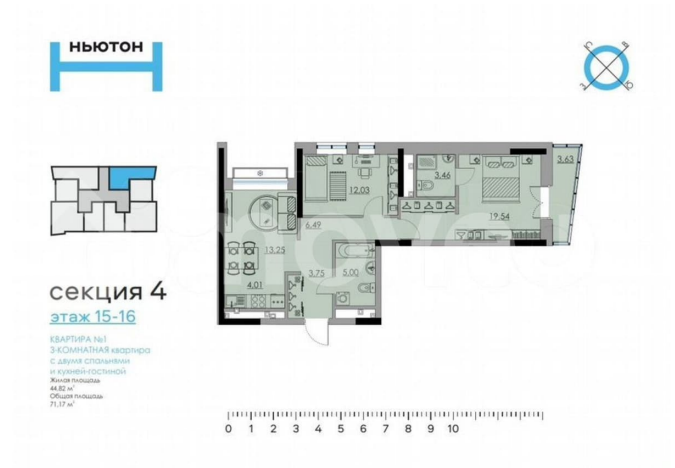 НЬЮТОН
С
В
З
Ю
3.63
3.46
12.03
19.54
6.49
13.25
3.75
5.00
4.01
секция 4
этаж 15-16
КВАРТИРА №1
3-КОМНАТНАЯ квартира
с двумя спальнями
и кухней-гостиной
Жилая площадь
44,82 м²
Общая площадь
71,17 м²
0 1 2 3 4 5 6 7 8 9 10